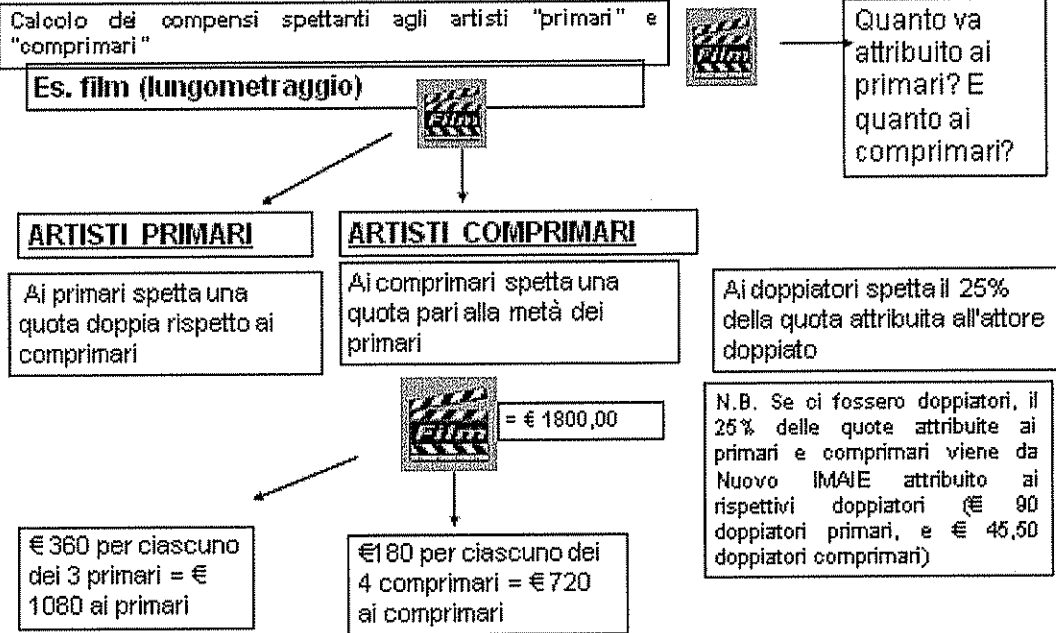 Calcolo dei compensi spettanti agli artisti "primari" e
"comprimari"
Es. film (lungometraggio)
Film
Film
Quanto va
attribuito ai
primari? E
quanto ai
comprimari?
ARTISTI PRIMARI
Ai primari spetta una
quota doppia rispetto ai
comprimari
ARTISTI COMPRIMARI
Ai comprimari spetta una
quota pari alla metà dei
primari
Ai doppiatori spetta il 25%
della quota attribuita all'attore
doppiato
Film
= € 1800,00
N.B. Se ci fossero doppiatori, il
25% delle quote attribuite ai
primari e comprimari viene da
Nuovo IMAIE attribuito ai
rispettivi doppiatori (€ 90
doppiatori primari, e € 45,50
doppiatori comprimari)
€ 360 per ciascuno
dei 3 primari = €
1080 ai primari
€180 per ciascuno dei
4 comprimari = € 720
ai comprimari